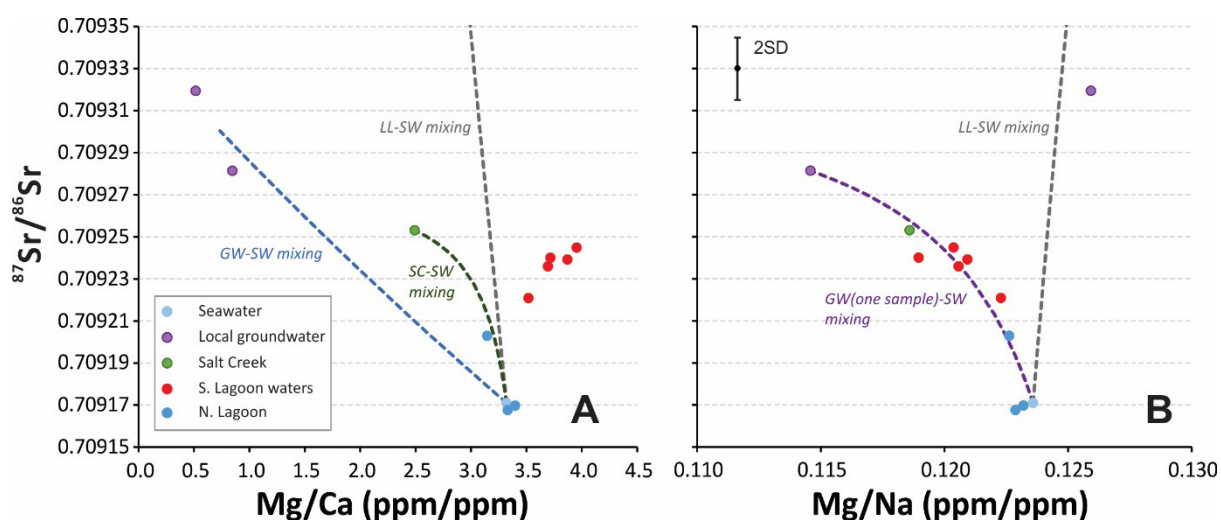 ⁸⁷Sr/⁸⁶Sr
0.70935
0.70933
0.70931
0.70929
0.70927
0.70925
0.70923
0.70921
0.70919
0.70917
0.70915
LL-SW mixing
GW-SW mixing
SC-SW
mixing
Seawater
Local groundwater
Salt Creek
S. Lagoon waters
N. Lagoon
A
0.0 0.5 1.0 1.5 2.0 2.5 3.0 3.5 4.0 4.5
Mg/Ca (ppm/ppm)
2SD
LL-SW mixing
GW(one sample)-SW
mixing
B
0.110 0.115 0.120 0.125 0.130
Mg/Na (ppm/ppm)